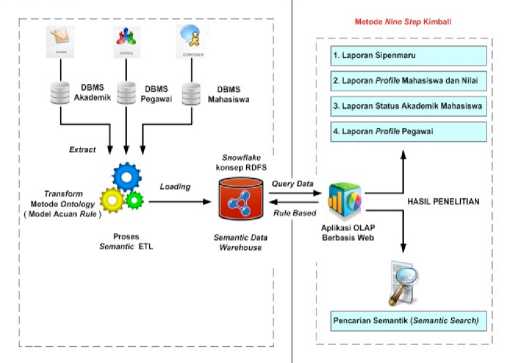 Metode Nine Step Kimball
1. Laporan Sipenmaru
2. Laporan Profile Mahasiswa dan Nilai
3. Laporan Status Akademik Mahasiswa
4. Laporan Profile Pegawai
DBMS
Akademik
DBMS
Pegawai
DBMS
Mahasiswa
Extract
Transform
Metode Ontology
( Model Acuan Rule )
Proses
Semantic ETL
Loading
Snowflake
konsep RDFS
Semantic Data
Warehouse
Query Data
Rule Based
Aplikasi OLAP
Berbasis Web
HASIL PENELITIAN
Pencarian Semantik (Semantic Search)